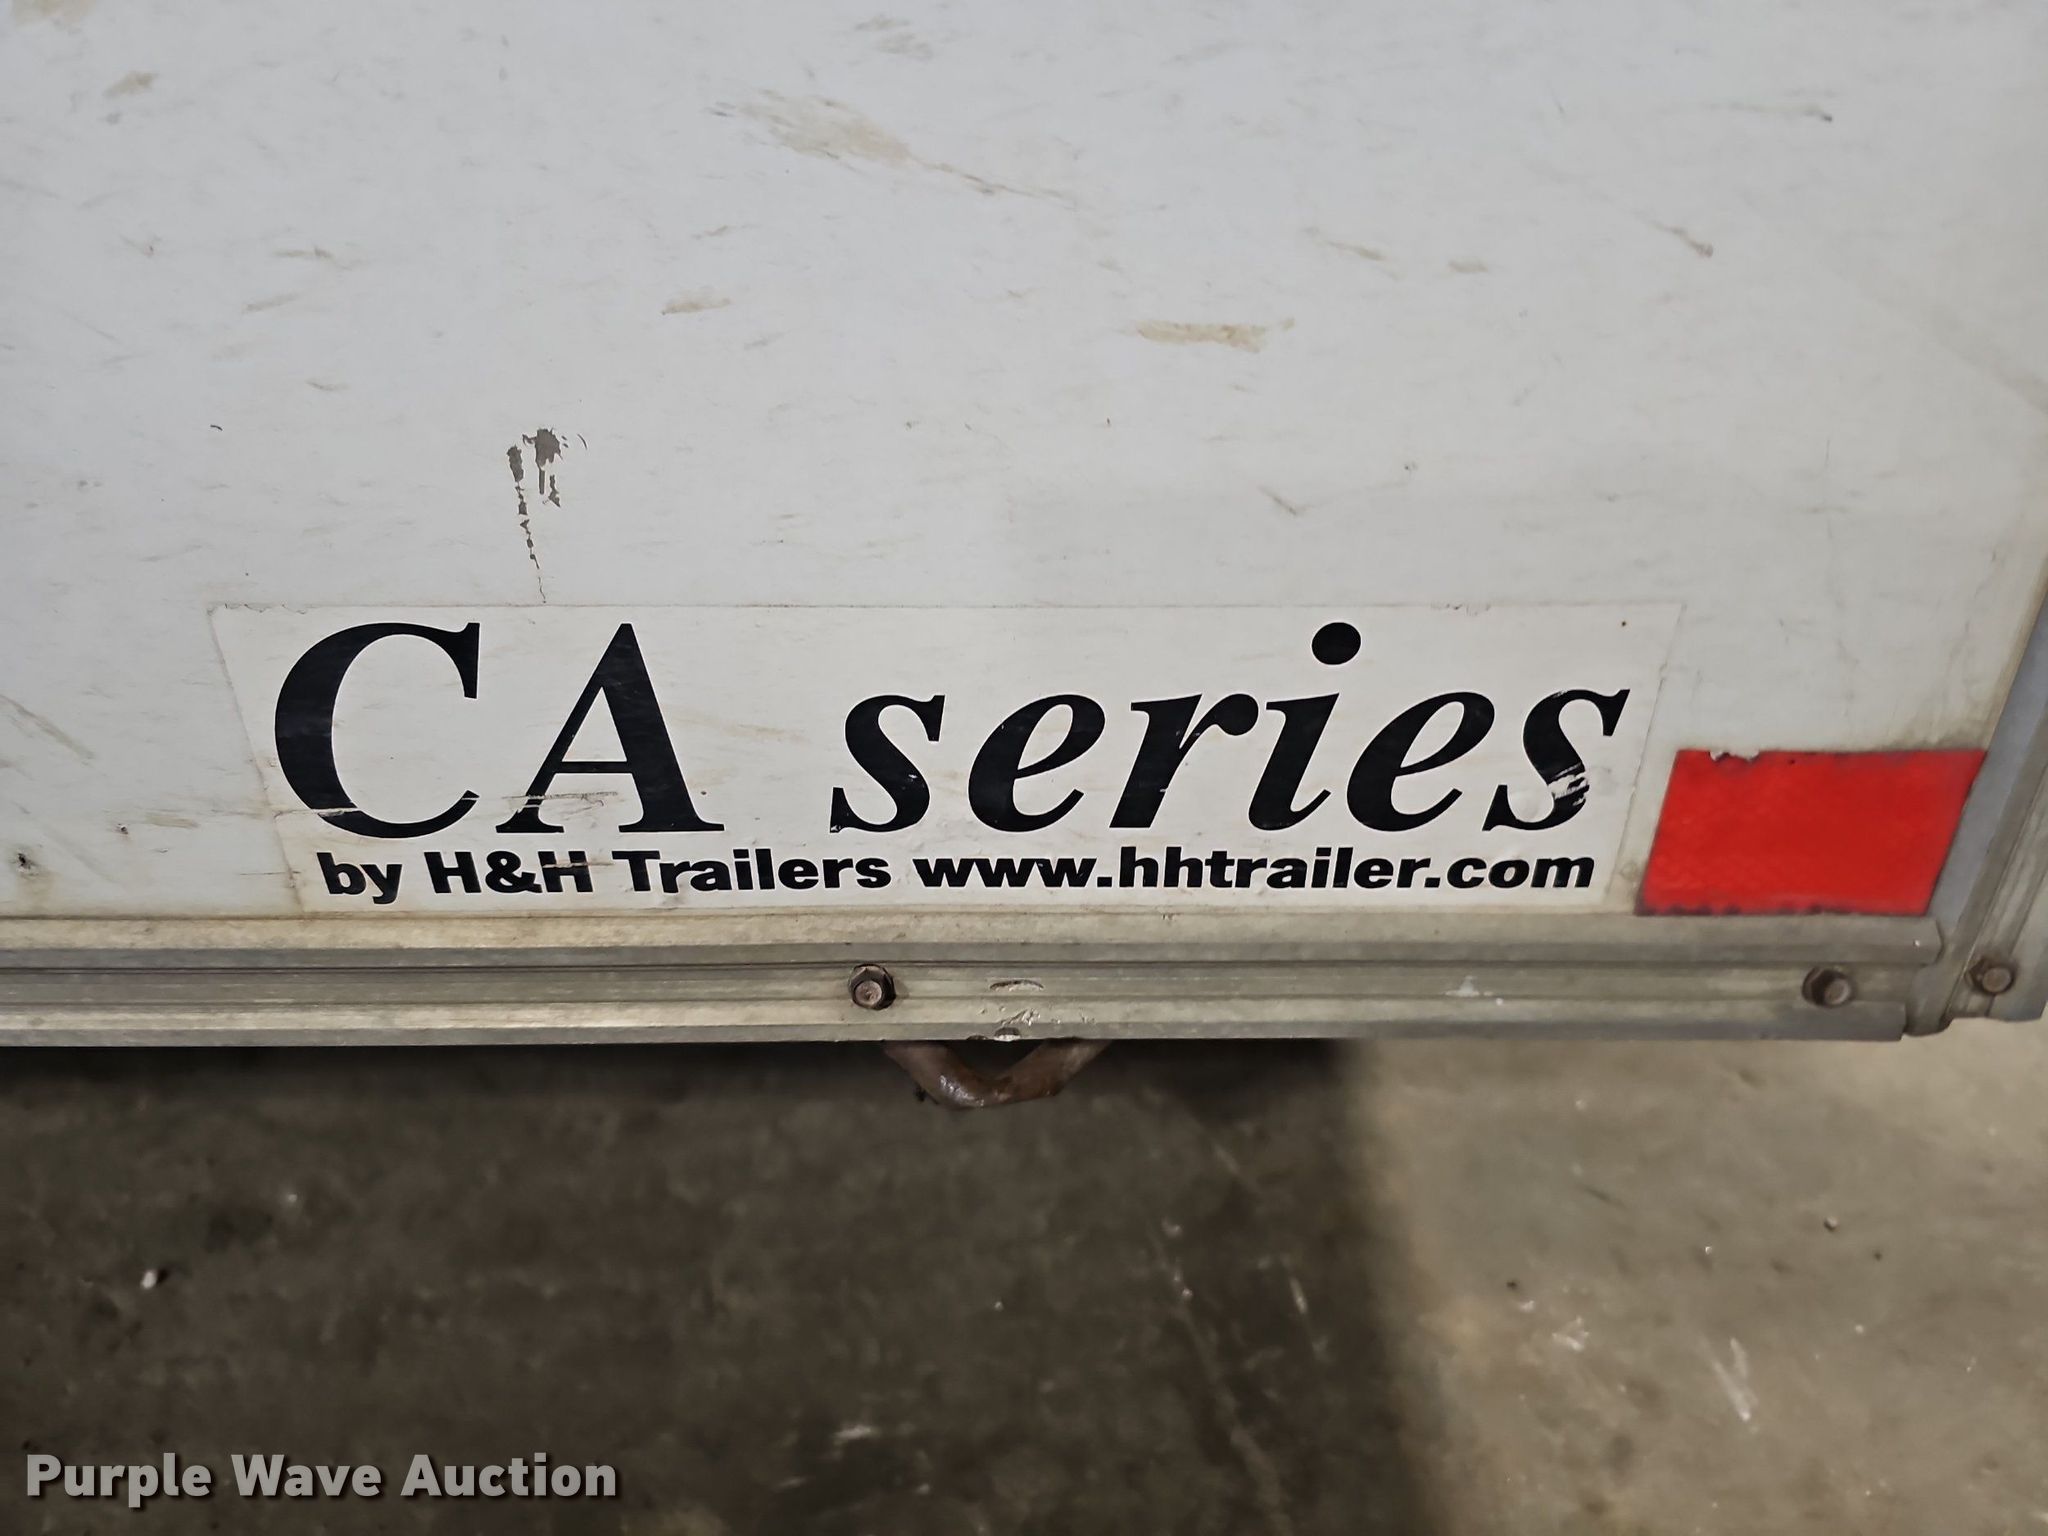 CA series
by H&H Trailers www.hhtrailer.com
Purple Wave Auction